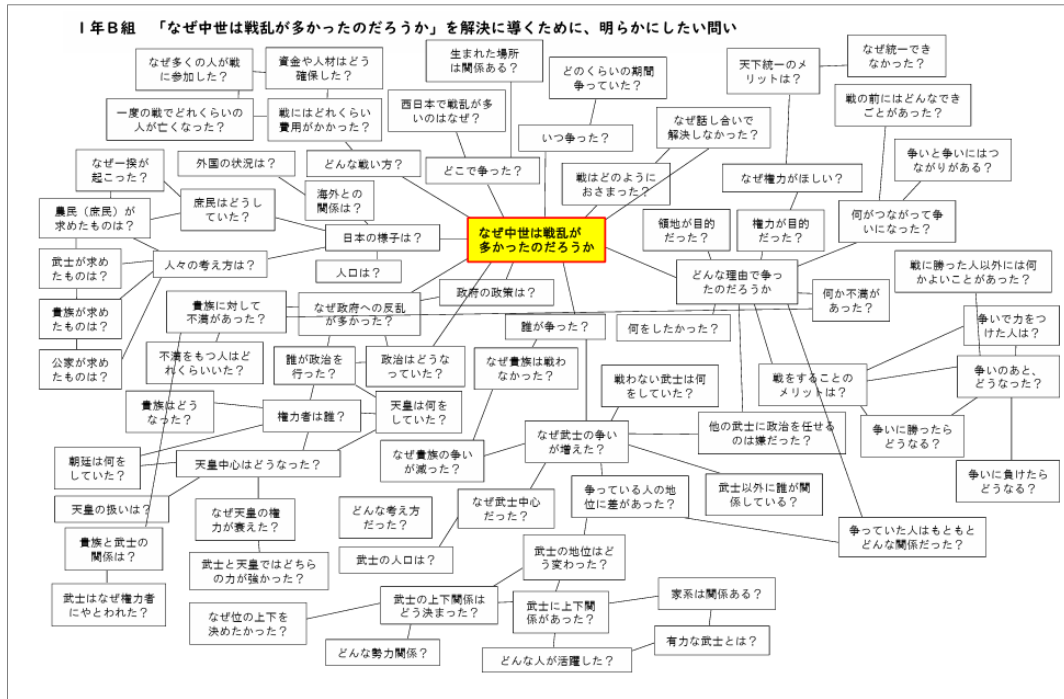 1年B組　「なぜ中世は戦乱が多かったのだろうか」を解決に導くために、明らかにしたい問い
なぜ多くの人が戦
に参加した？
資金や人材はどう
確保した？
生まれた場所
は関係ある？
どのくらいの期間
争っていた？
天下統一のメ
リットは？
なぜ統一でき
なかった？
一度の戦でどれくらいの
人が亡くなった？
戦にはどれくらい
費用がかかった？
西日本で戦乱が多
いのはなぜ？
いつ争った？
なぜ話し合いで
解決しなかった？
戦の前にはどんなでき
ごとがあった？
なぜ一揆が
起こった？
外国の状況は？
どんな戦い方？
どこで争った？
戦はどのように
おさまった？
なぜ権力がほしい？
争いと争いにはつ
ながりがある？
農民（庶民）が
求めたものは？
庶民はどうし
ていた？
海外との
関係は？
なぜ中世は戦乱が
多かったのだろうか
領地が目的
だった？
権力が目的
だった？
何がつながって争
いになった？
武士が求め
たものは？
人々の考え方は？
日本の様子は？
人口は？
どんな理由で争っ
たのだろうか
戦に勝った人以外には何
かよいことがあった？
貴族が求め
たものは？
貴族に対して
不満があった？
なぜ政府への反乱
が多かった？
政府の政策は？
誰が争った？
何をしたかった？
何か不満があ
った？
争いで力をつ
けた人は？
公家が求め
たものは？
不満をもつ人はど
れくらいいた？
誰が政治を
行った？
政治はどうな
っていた？
なぜ貴族は戦わ
なかった？
戦わない武士は何
をしていた？
戦をすることの
メリットは？
争いのあと、
どうなった？
貴族はどう
なった？
権力者は誰？
天皇は何を
していた？
なぜ貴族の争い
が減った？
なぜ武士の争い
が増えた？
他の武士に政治を任せる
のは嫌だった？
争いに勝ったら
どうなる？
朝廷は何を
していた？
天皇中心はどうなった？
争いに負けたら
どうなる？
天皇の扱いは？
なぜ天皇の権
力が衰えた？
どんな考え方
だった？
なぜ武士中心
だった？
争っている人の地
位に差があった？
武士以外に誰が関
係している？
貴族と武士の
関係は？
武士と天皇ではどちら
の力が強かった？
武士の人口は？
武士の地位はど
う変わった？
争っていた人はもともと
どんな関係だった？
武士はなぜ権力者
にやとわれた？
なぜ位の上下を
決めたかった？
武士の上下関係は
どう決まった？
武士に上下関
係があった？
家系は関係ある？
どんな勢力関係？
どんな人が活躍した？
有力な武士とは？